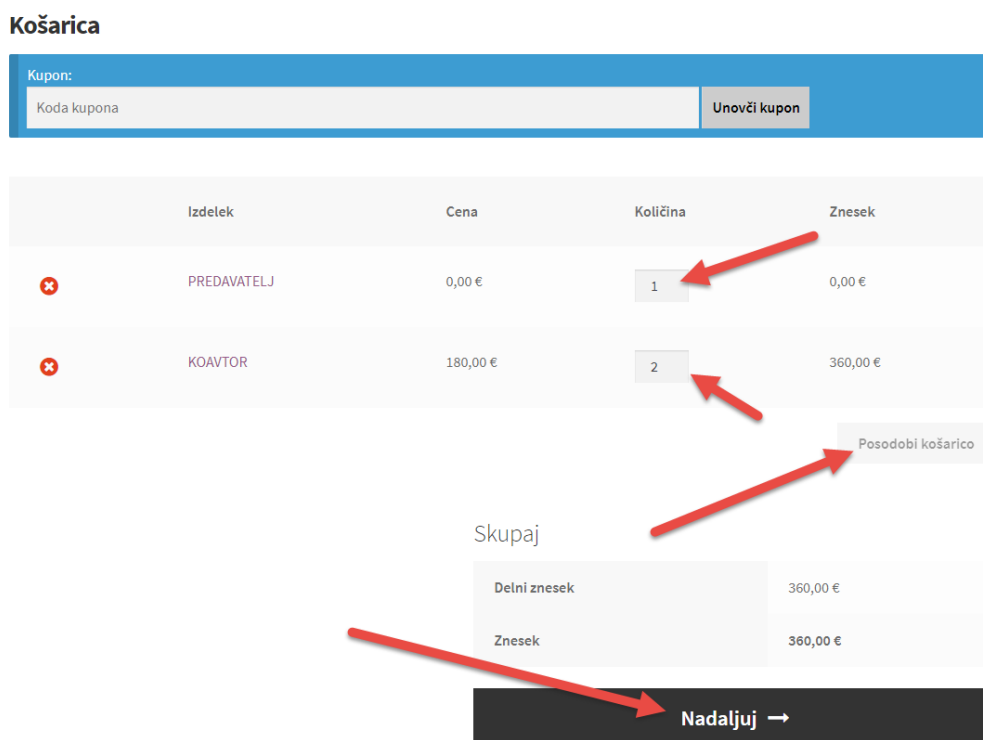 Košarica
Kupon:
Koda kupona
Unovči kupon
Izdelek Cena Količina Znesek
PREDAVATELJ 0,00 € 1 0,00 €
KOAVTOR 180,00 € 2 360,00 €
Posodobi košarico
Skupaj
Delni znesek 360,00 €
Znesek 360,00 €
Nadaljuj →